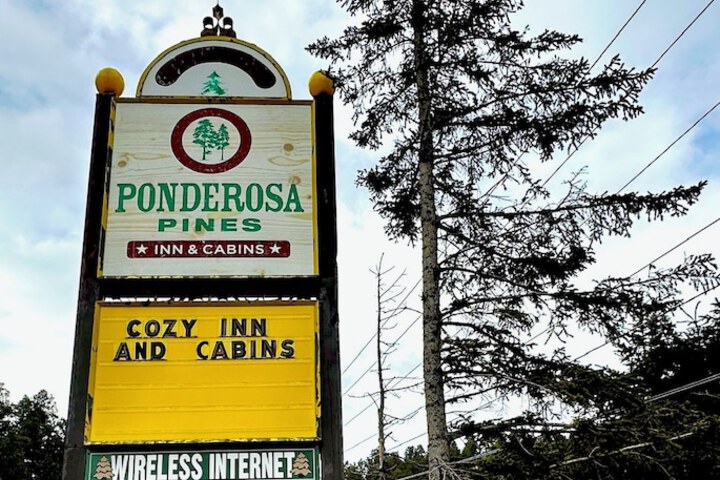 PONDEROSA
PINES
★ INN & CABINS ★
COZY INN
AND CABINS
WIRELESS INTERNET